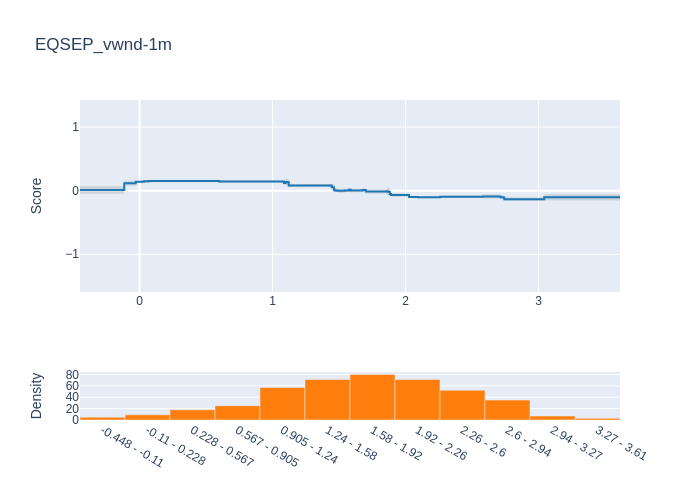 EQSEP_vwnd-1m
Score
1
0
−1
0 1 2 3
Density
80
60
40
20
0
-0.448 - -0.11
-0.11 - 0.228
0.228 - 0.567
0.567 - 0.905
0.905 - 1.24
1.24 - 1.58
1.58 - 1.92
1.92 - 2.26
2.26 - 2.6
2.6 - 2.94
2.94 - 3.27
3.27 - 3.61